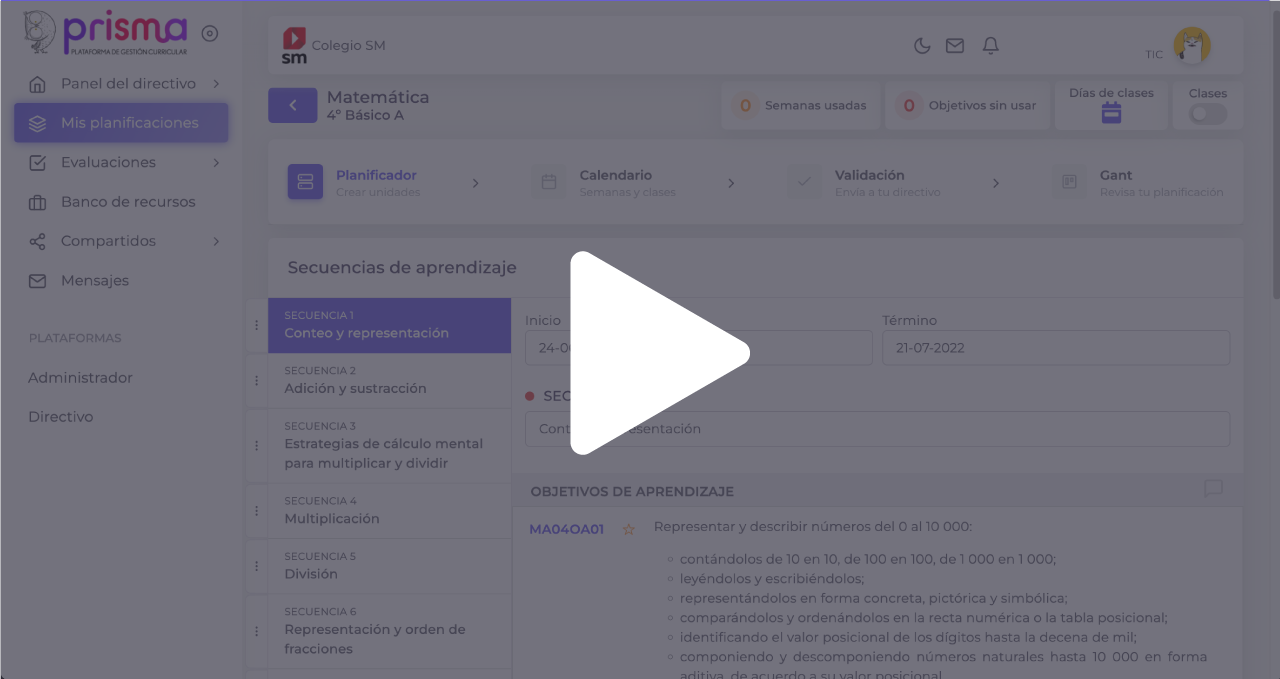 prisma
PLATAFORMA DE GESTIÓN CURRICULAR
Panel del directivo
Mis planificaciones
Evaluaciones
Banco de recursos
Compartidos
Mensajes
PLATAFORMAS
Administrador
Directivo
sm
Colegio SM
TIC
Matemática
4º Básico A
0 Semanas usadas
0 Objetivos sin usar
Días de clases
Clases
Planificador
Crear unidades
Calendario
Semanas y clases
Validación
Envia a tu directivo
Gant
Revisa tu planificación
Secuencias de aprendizaje
SECUENCIA 1
Conteo y representación
SECUENCIA 2
Adición y sustracción
SECUENCIA 3
Estrategias de cálculo mental
para multiplicar y dividir
SECUENCIA 4
Multiplicación
SECUENCIA 5
División
SECUENCIA 6
Representación y orden de
fracciones
Inicio
24-0
Término
21-07-2022
SEC
Cont esentación
OBJETIVOS DE APRENDIZAJE
MA04OA01
Representar y describir números del 0 al 10 000:
contándolos de 10 en 10, de 100 en 100, de 1 000 en 1 000;
leyéndolos y escribiéndolos;
representándolos en forma concreta, pictórica y simbólica;
comparándolos y ordenándolos en la recta numérica o la tabla posicional;
identificando el valor posicional de los dígitos hasta la decena de mil;
componiendo y descomponiendo números naturales hasta 10 000 en forma
aditiva, de acuerdo a su valor posicional.